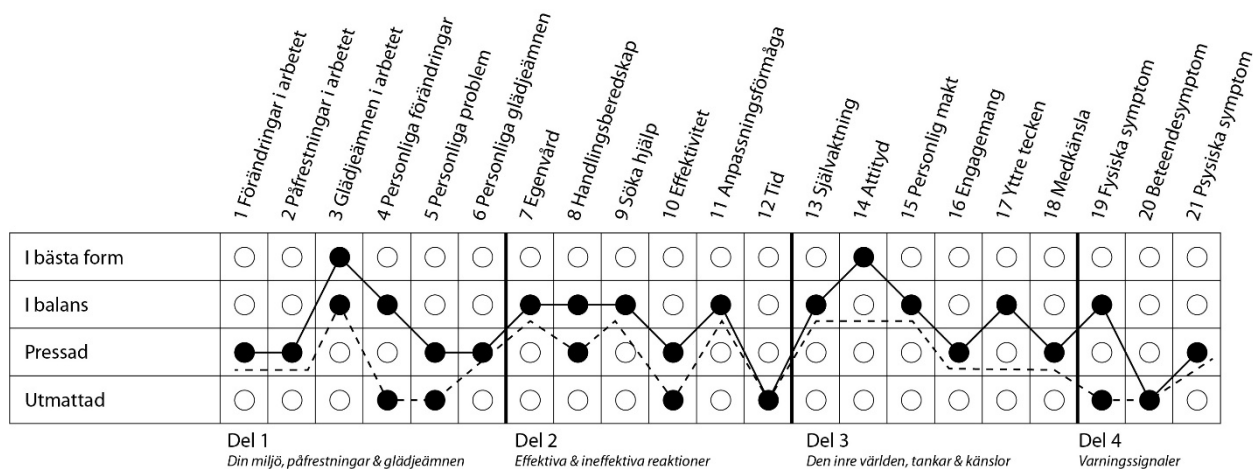 1 Förändringar i arbetet
2 Påfrestningar i arbetet
3 Glädjeämnen i arbetet
4 Personliga förändringar
5 Personliga problem
6 Personliga glädjeämnen
7 Egenvård
8 Handlingsberedskap
9 Söka hjälp
10 Effektivitet
11 Anpassningsförmåga
12 Tid
13 Självaktning
14 Attityd
15 Personlig makt
16 Engagemang
17 Yttre tecken
18 Medkänsla
19 Fysiska symptom
20 Beteendesymptom
21 Psysiska symptom
I bästa form
I balans
Pressad
Utmattad
Del 1
Din miljö, påfrestningar & glädjeämnen
Del 2
Effektiva & ineffektiva reaktioner
Del 3
Den inre världen, tankar & känslor
Del 4
Varningssignaler